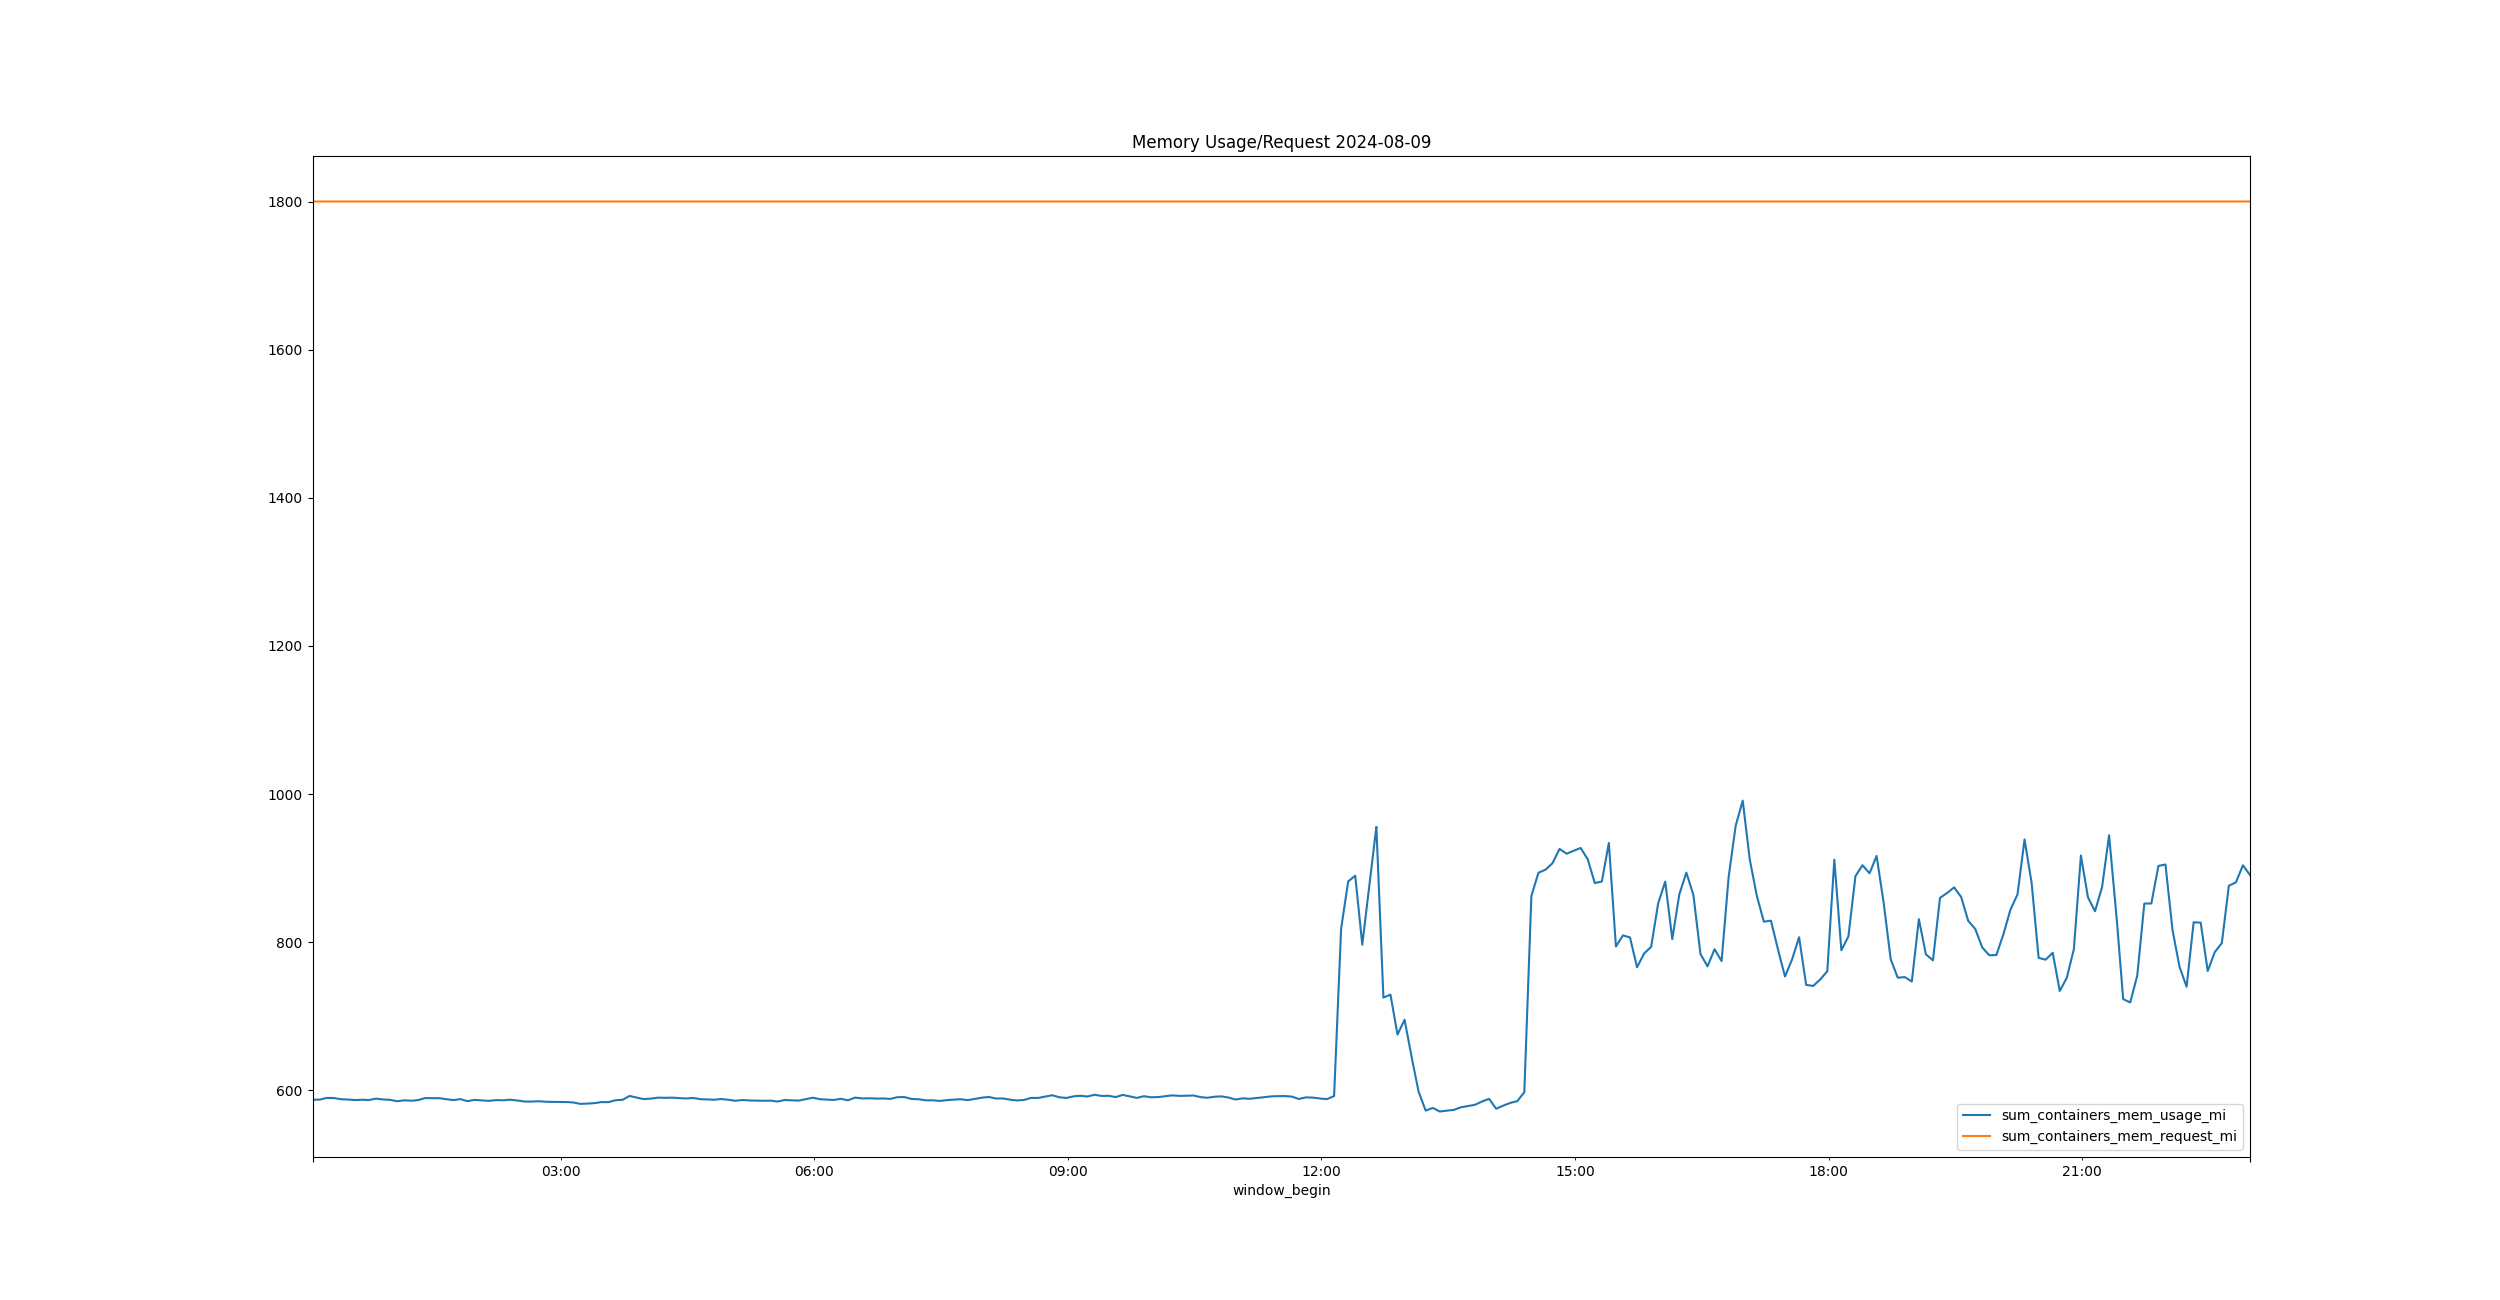 Memory Usage/Request 2024-08-09
1800
1600
1400
1200
1000
800
600
03:00 06:00 09:00 12:00 15:00 18:00 21:00
window_begin
sum_containers_mem_usage_mi
sum_containers_mem_request_mi